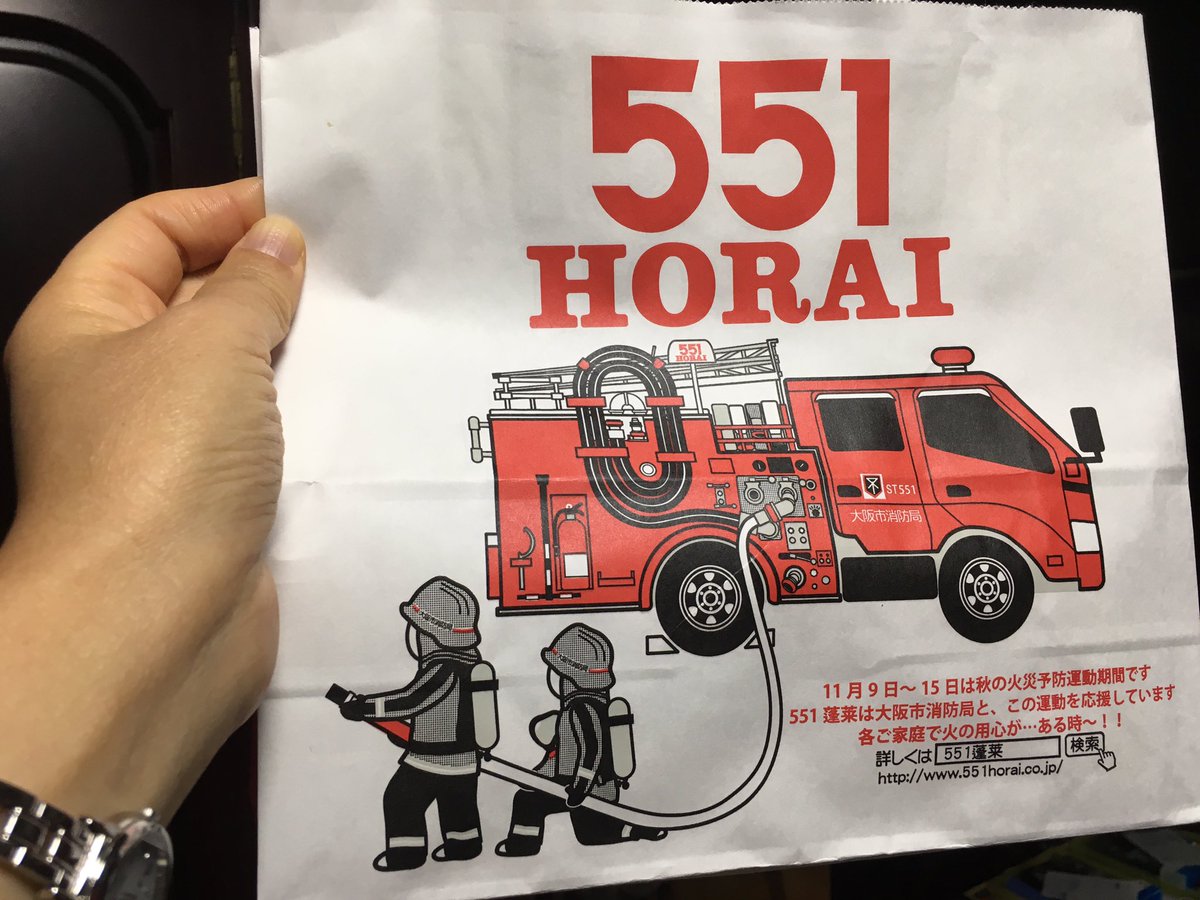 551
HORAI
551
HORAI
ST551
大阪市消防局
11月9日〜15日は秋の火災予防運動期間です
551蓬莱は大阪市消防局と、この運動を応援しています
各ご家庭で火の用心が…ある時〜！！
詳しくは 551蓬莱 検索
http://www.551horai.co.jp/